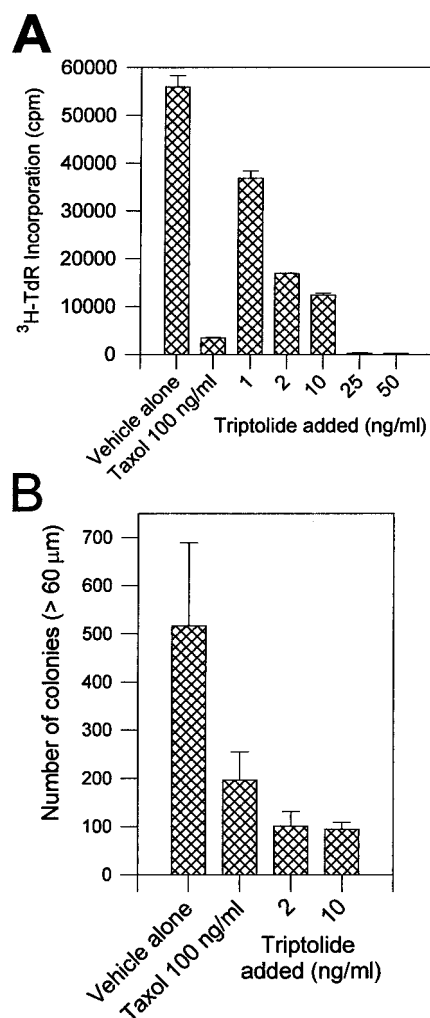 A
³H-TdR Incorporation (cpm)
60000
50000
40000
30000
20000
10000
0
Vehicle alone
Taxol 100 ng/ml
1
2
10
25
50
Triptolide added (ng/ml)
B
Number of colonies (> 60 μm)
700
600
500
400
300
200
100
0
Vehicle alone
Taxol 100 ng/ml
2
10
Triptolide
added (ng/ml)